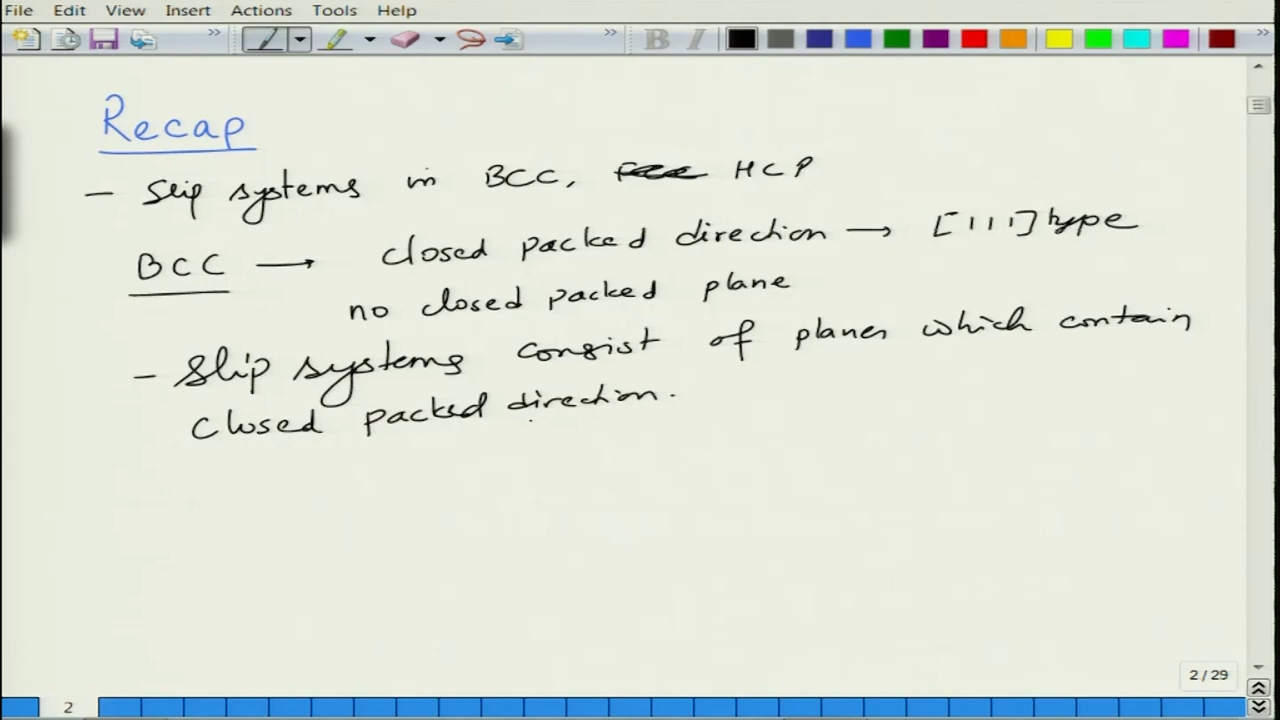 File Edit View Insert Actions Tools Help
Recap
- Slip systems in BCC, HCP
BCC → closed packed direction → [111] type
no closed packed plane
- Slip systems consist of planes which contain
closed packed direction.
2 / 29
2